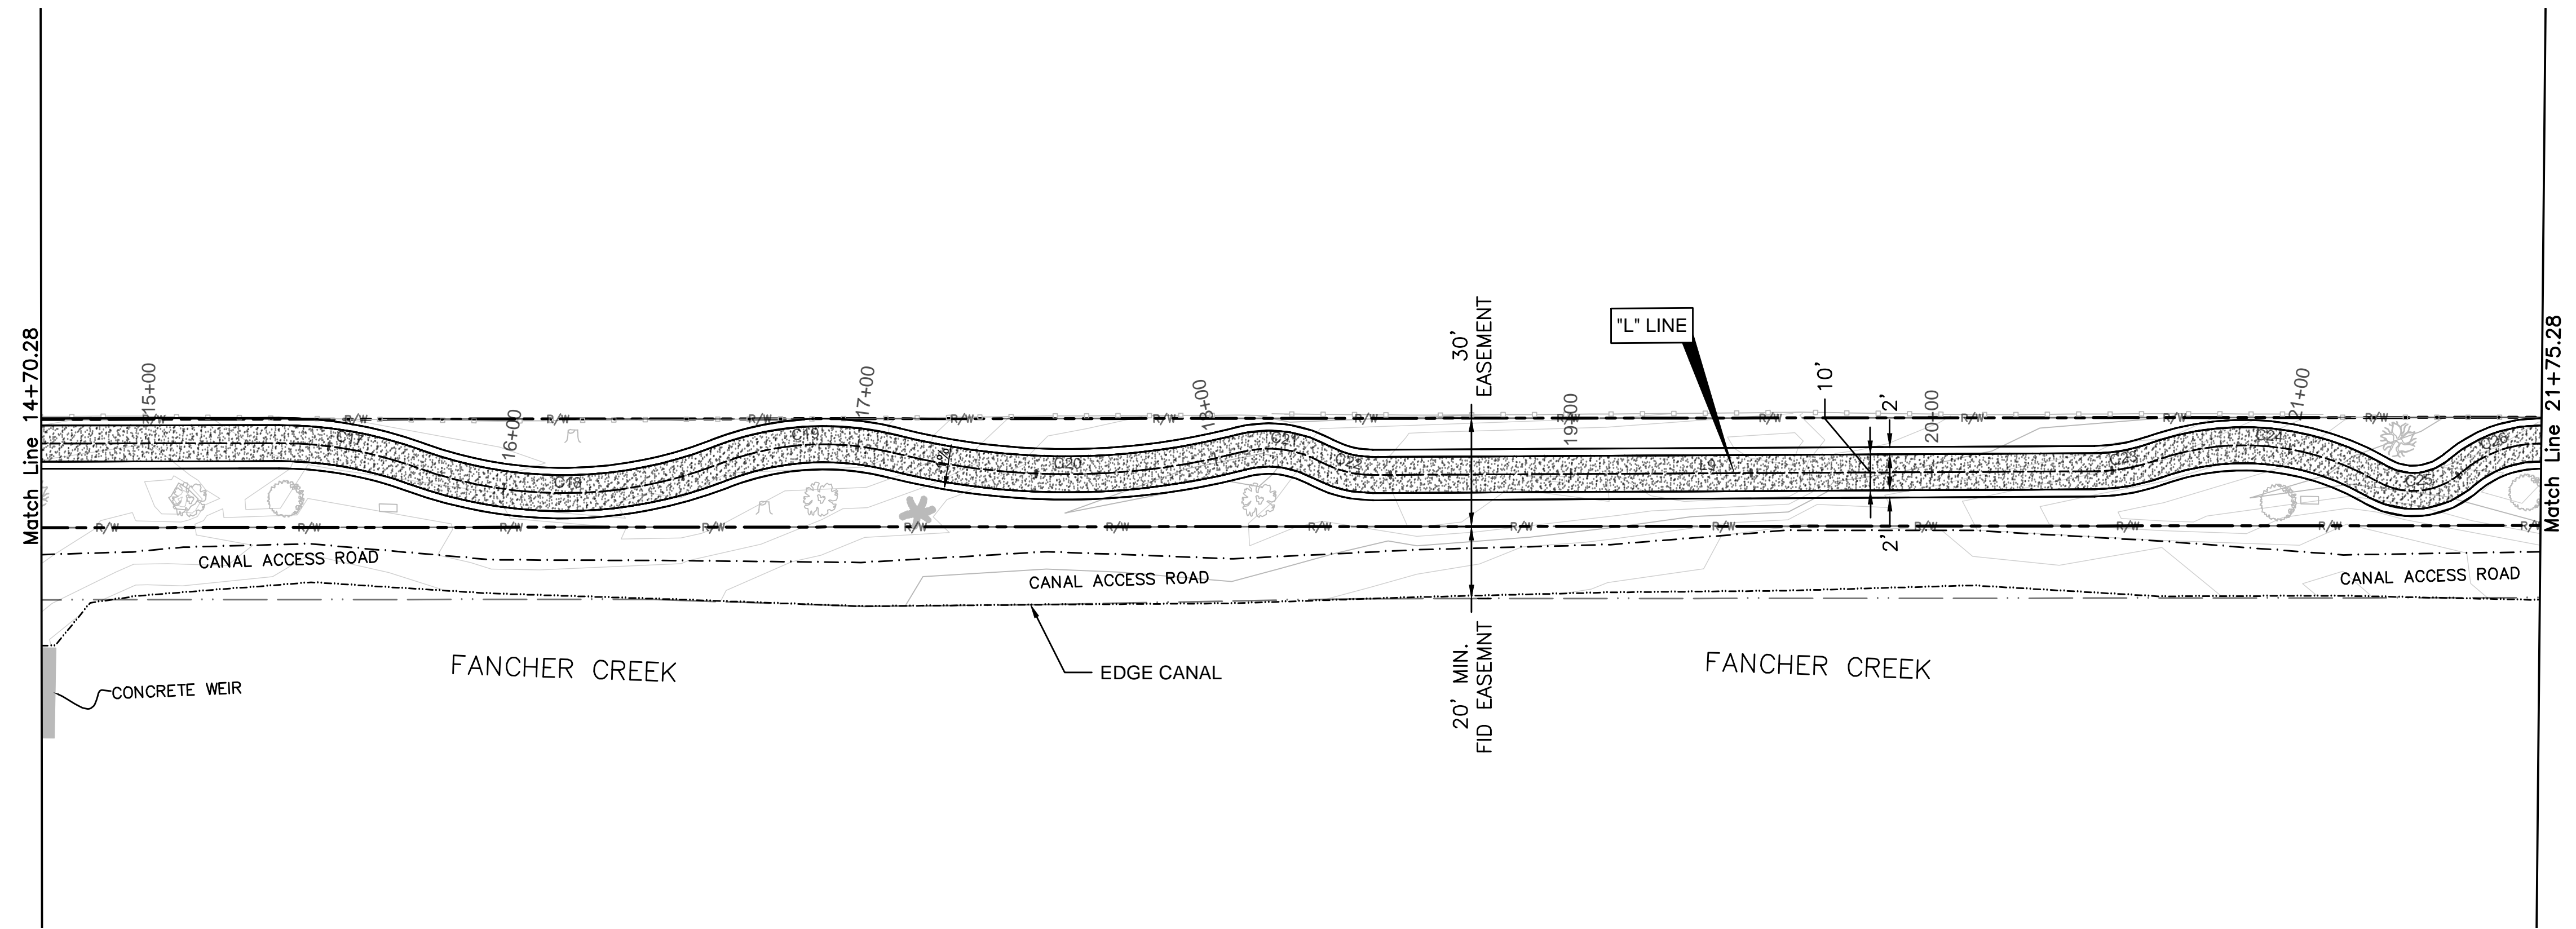 Match Line 14+70.28
Match Line 21+75.28
15+00
16+00
17+00
18+00
19+00
20+00
21+00
30'
EASEMENT
"L" LINE
10'
2'
2'
R/W R/W R/W R/W R/W R/W R/W R/W R/W R/W R/W R/W
C17
C18
C19
C20
C21
C22
L9
C23
C24
C25
C26
R/W R/W R/W R/W R/W R/W R/W R/W R/W R/W R/W R/W R/W
CANAL ACCESS ROAD
CANAL ACCESS ROAD
CANAL ACCESS ROAD
20' MIN.
FID EASEMNT
FANCHER CREEK
FANCHER CREEK
EDGE CANAL
CONCRETE WEIR